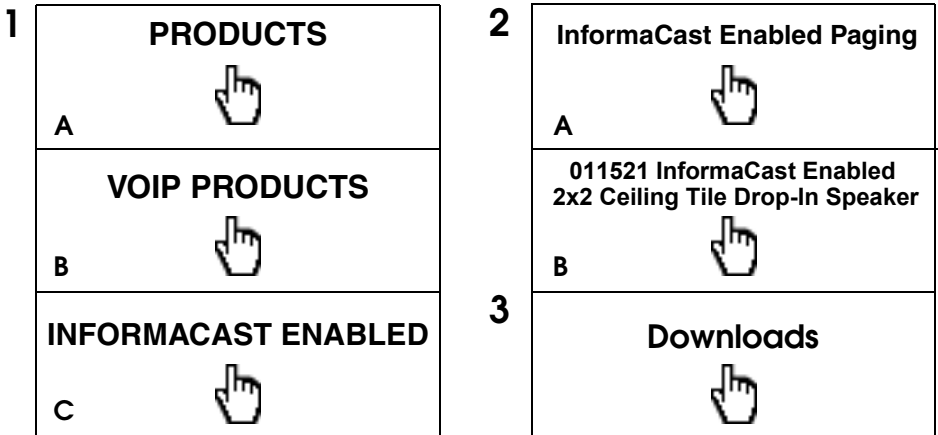 1
PRODUCTS
A
VOIP PRODUCTS
B
INFORMACAST ENABLED
C
2
InformaCast Enabled Paging
A
011521 InformaCast Enabled
2x2 Ceiling Tile Drop-In Speaker
B
3
Downloads